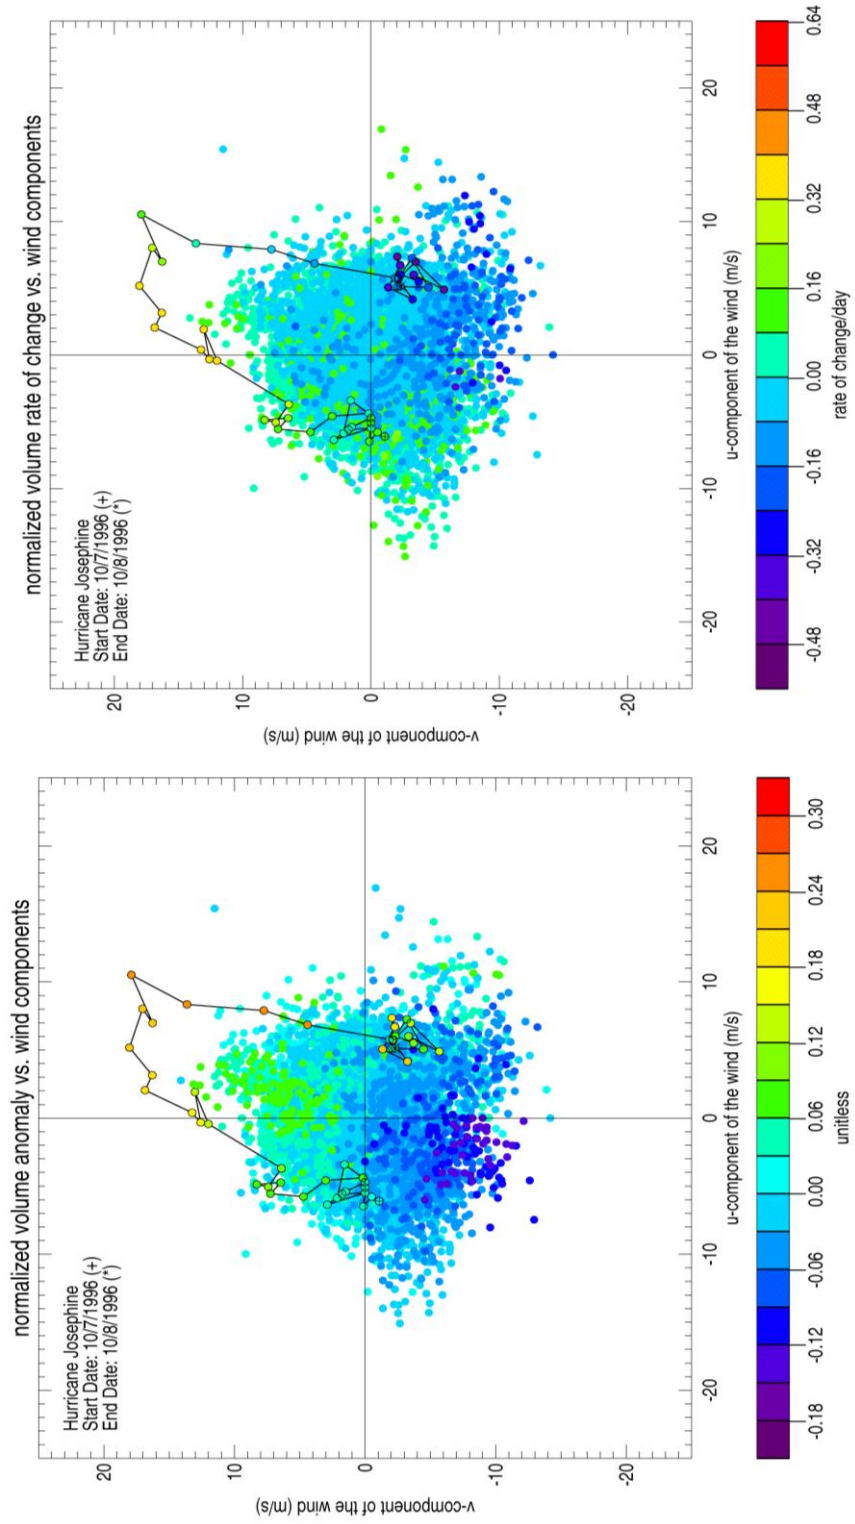 normalized volume anomaly vs. wind components
Hurricane Josephine
Start Date: 10/7/1996 (+)
End Date: 10/8/1996 (*)
v-component of the wind (m/s)
20
10
0
-10
-20
-20 -10 0 10 20
u-component of the wind (m/s)
-0.18 -0.12 -0.06 0.00 0.06 0.12 0.18 0.24 0.30
unitless
normalized volume rate of change vs. wind components
Hurricane Josephine
Start Date: 10/7/1996 (+)
End Date: 10/8/1996 (*)
v-component of the wind (m/s)
20
10
0
-10
-20
-20 -10 0 10 20
u-component of the wind (m/s)
-0.48 -0.32 -0.16 0.00 0.16 0.32 0.48 0.64
rate of change/day